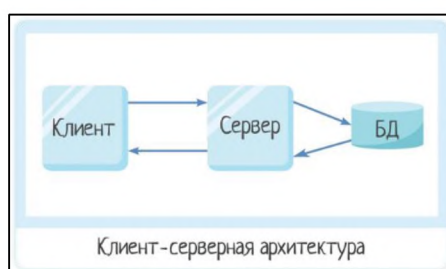 Клиент
Сервер
БД
Клиент-серверная архитектура